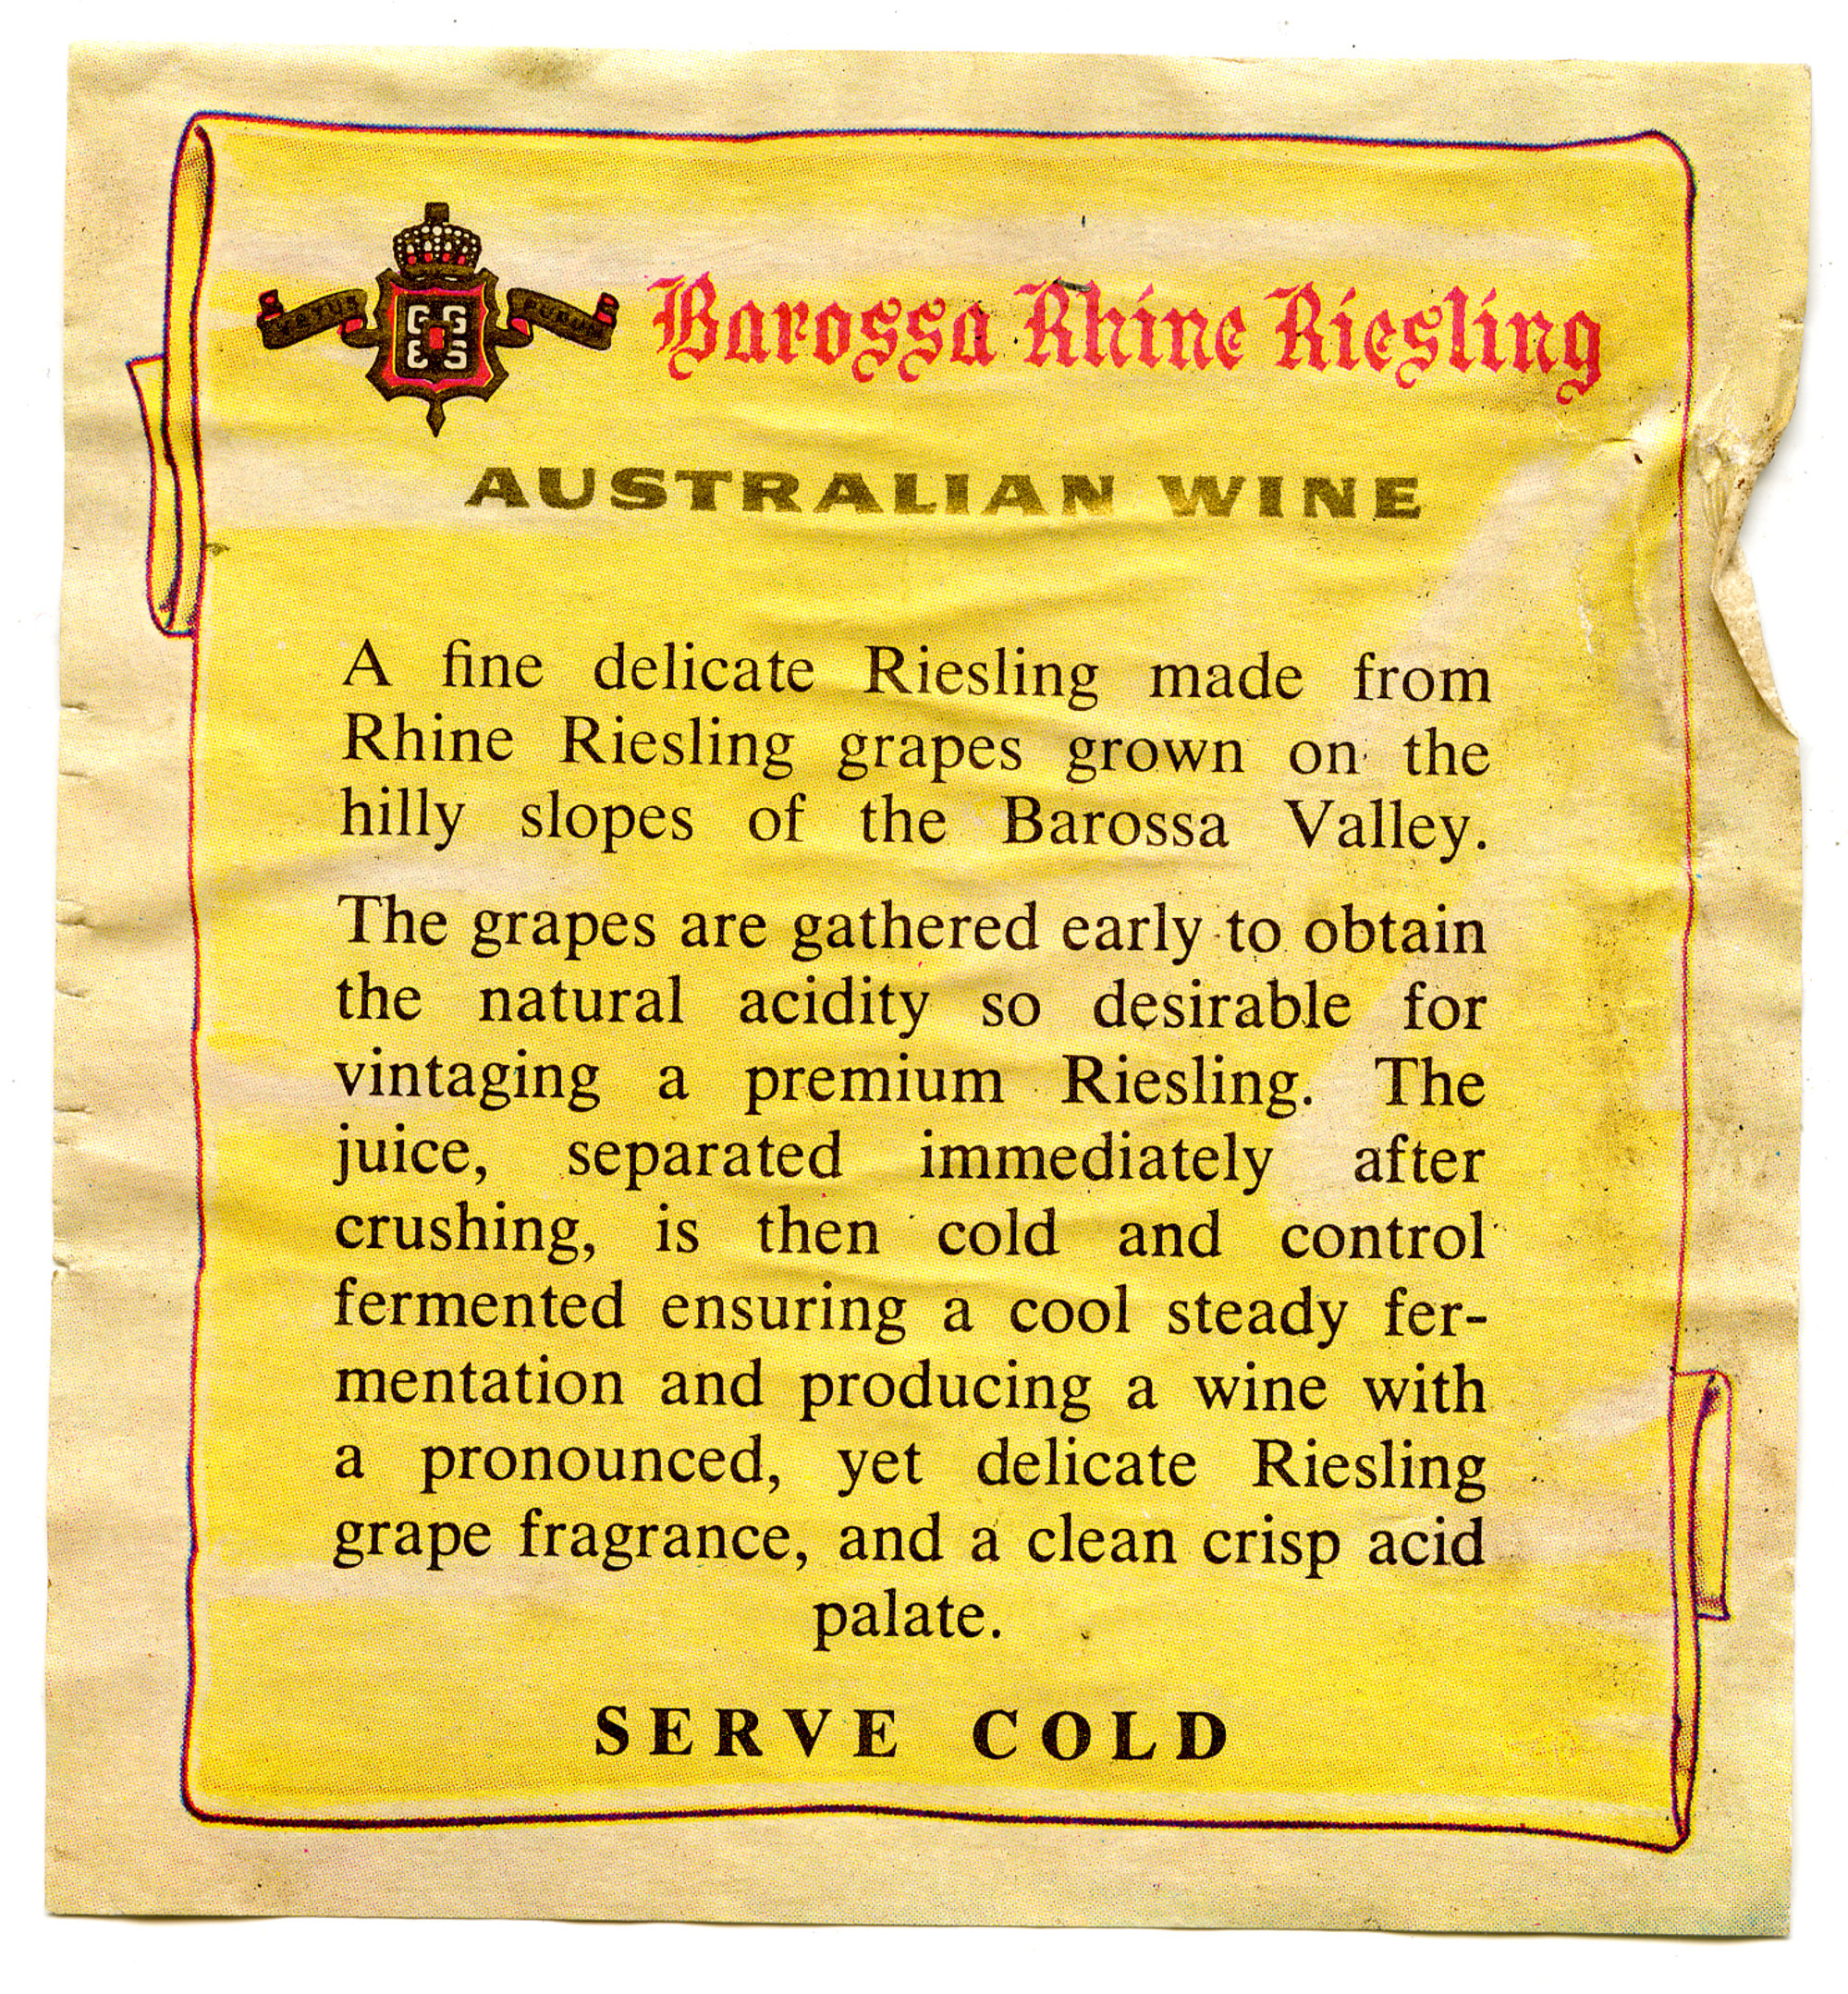 Barossa Rhine Riesling
AUSTRALIAN WINE
A fine delicate Riesling made from
Rhine Riesling grapes grown on the
hilly slopes of the Barossa Valley.
The grapes are gathered early to obtain
the natural acidity so desirable for
vintaging a premium Riesling. The
juice, separated immediately after
crushing, is then cold and control
fermented ensuring a cool steady fer-
mentation and producing a wine with
a pronounced, yet delicate Riesling
grape fragrance, and a clean crisp acid
palate.
SERVE COLD